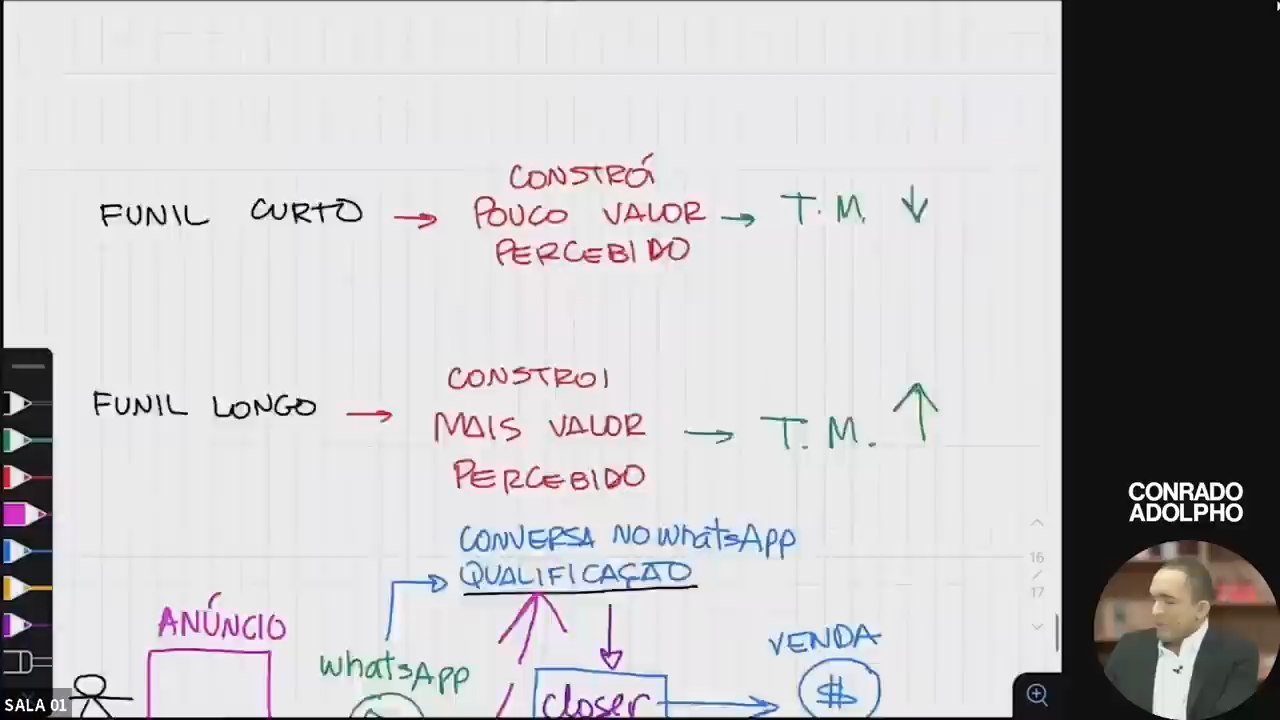 CONSTRÓI
FUNIL CURTO → POUCO VALOR → T.M. ↓
PERCEBIDO
CONSTROI
FUNIL LONGO → MAIS VALOR → T.M. ↑
PERCEBIDO
CONVERSA NO WhatsApp
QUALIFICAÇÃO
ANÚNCIO
WhatsApp
closer
VENDA
$
CONRADO
ADOLPHO
16
17
SALA 01